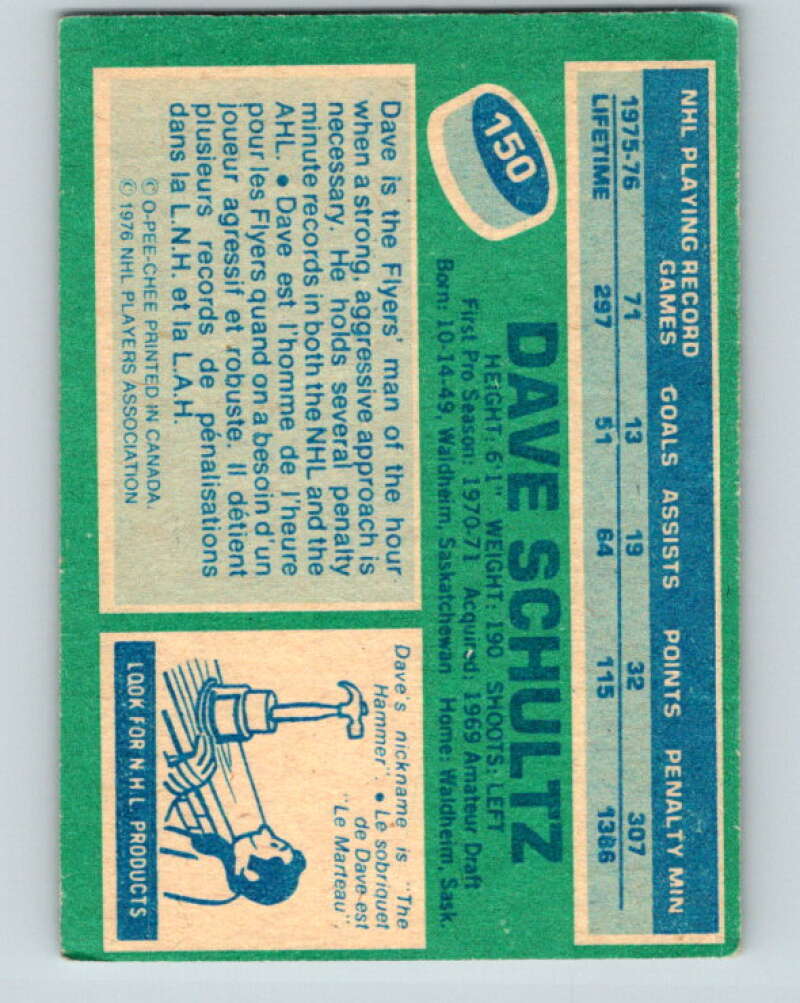 NHL PLAYING RECORD
GAMES GOALS ASSISTS POINTS PENALTY MIN
1975-76 71 13 19 32 307
LIFETIME 297 51 64 115 1386
150
DAVE SCHULTZ
HEIGHT: 6'1" WEIGHT: 190 SHOOTS: LEFT
First Pro Season: 1970-71 Acquired: 1969 Amateur Draft
Born: 10-14-49, Waldheim, Saskatchewan Home: Waldheim, Sask.
Dave is the Flyers' man of the hour
when a strong, aggressive approach is
necessary. He holds several penalty
minute records in both the NHL and the
AHL. • Dave est l'homme de l'heure
pour les Flyers quand on a besoin d'un
joueur agressif et robuste. Il détient
plusieurs records de pénalisations
dans la L.N.H. et la L.A.H.
© O-PEE-CHEE PRINTED IN CANADA.
© 1976 NHL PLAYERS ASSOCIATION
Dave's nickname is "The
Hammer". • Le sobriquet
de Dave-est
"Le Marteau",
LOOK FOR N.H.L. PRODUCTS